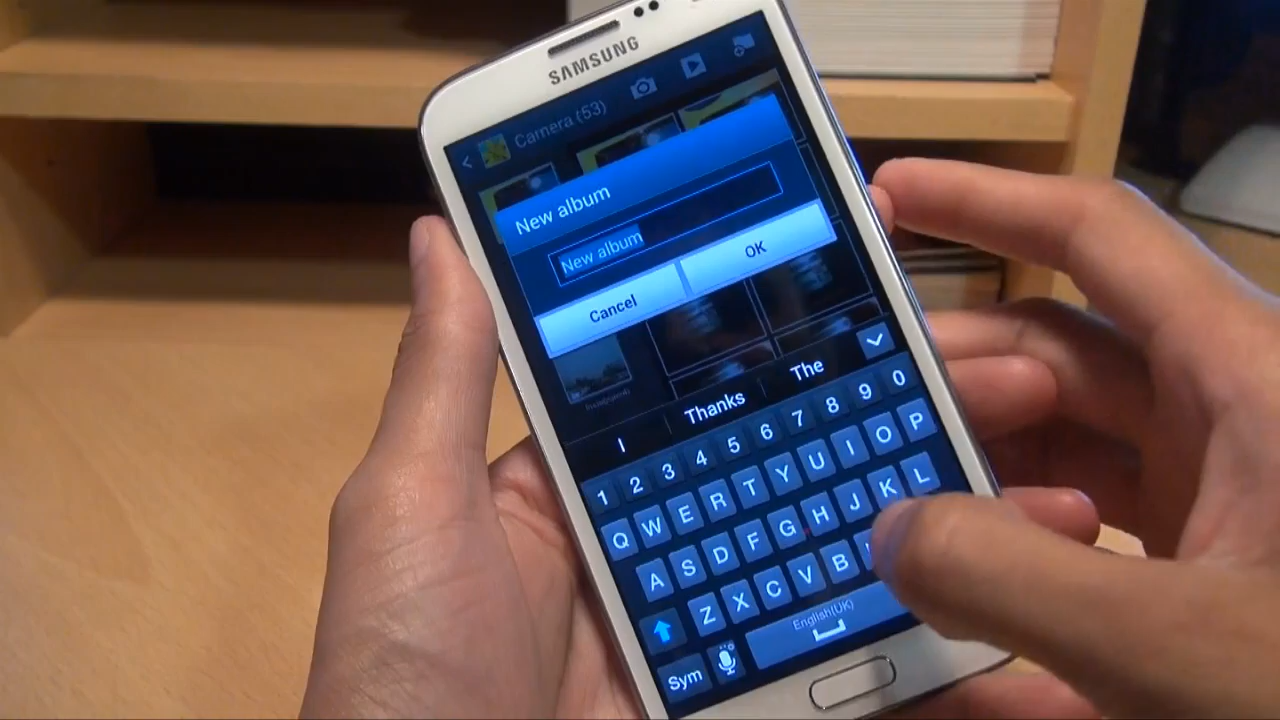 SAMSUNG
Camera (53)
New album
New album
Cancel
OK
I
Thanks
The
1 2 3 4 5 6 7 8 9 0
Q W E R T Y U I O P
A S D F G H J K L
Z X C V B
English(UK)
Sym